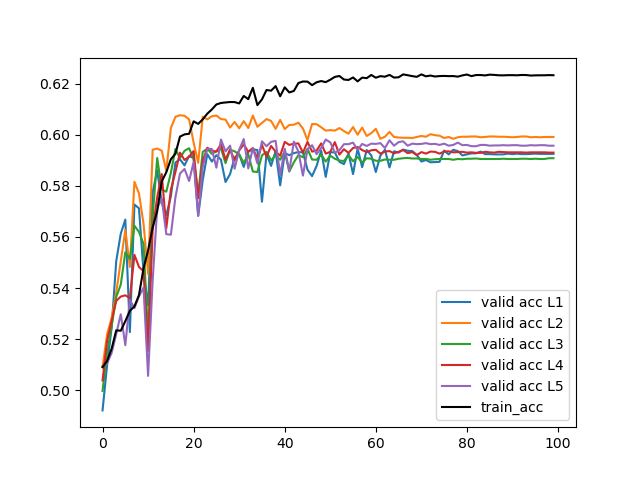 0.62
0.60
0.58
0.56
0.54
0.52
0.50
0 20 40 60 80 100
valid acc L1
valid acc L2
valid acc L3
valid acc L4
valid acc L5
train_acc